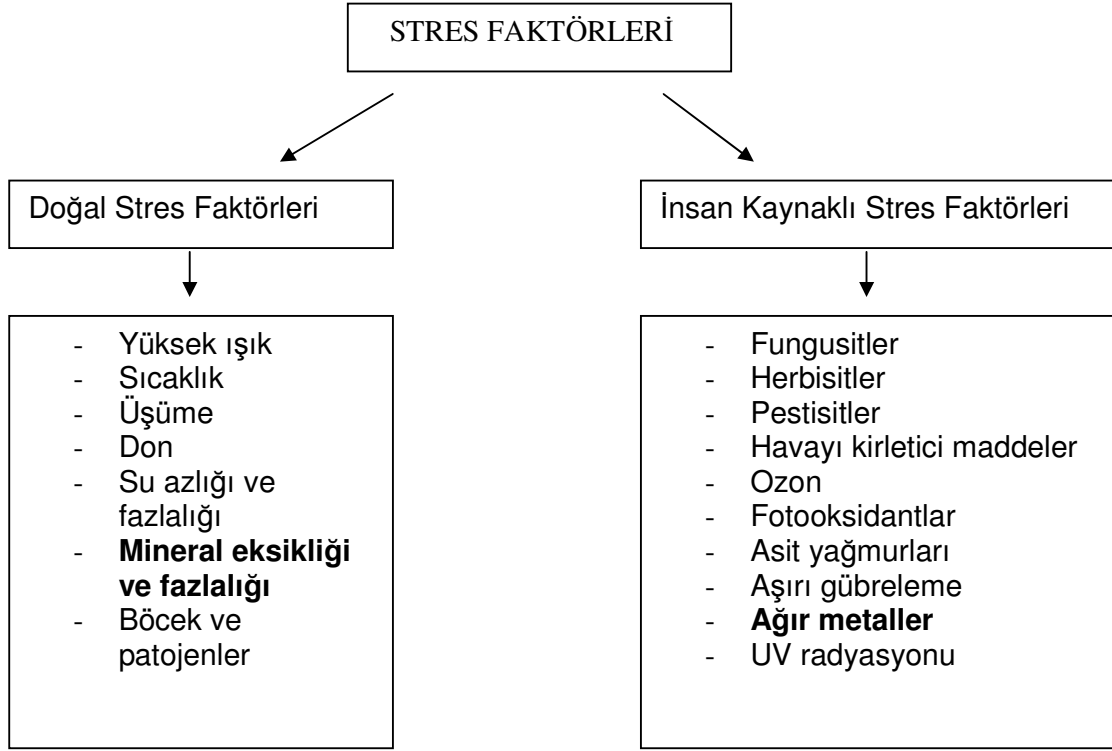 STRES FAKTÖRLERİ
Doğal Stres Faktörleri
- Yüksek ışık
- Sıcaklık
- Üşüme
- Don
- Su azlığı ve
fazlalığı
- Mineral eksikliği
ve fazlalığı
- Böcek ve
patojenler
İnsan Kaynaklı Stres Faktörleri
- Fungusitler
- Herbisitler
- Pestisitler
- Havayı kirletici maddeler
- Ozon
- Fotooksidantlar
- Asit yağmurları
- Aşırı gübreleme
- Ağır metaller
- UV radyasyonu